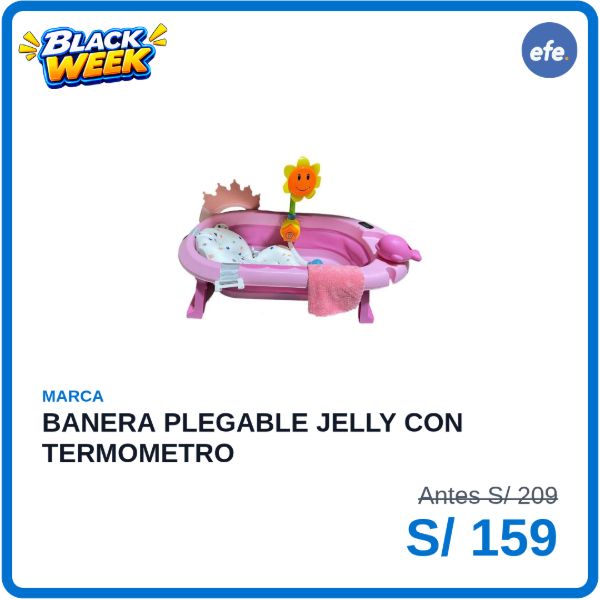 BLACK
WEEK
efe.
MARCA
BANERA PLEGABLE JELLY CON
TERMOMETRO
Antes S/ 209
S/ 159